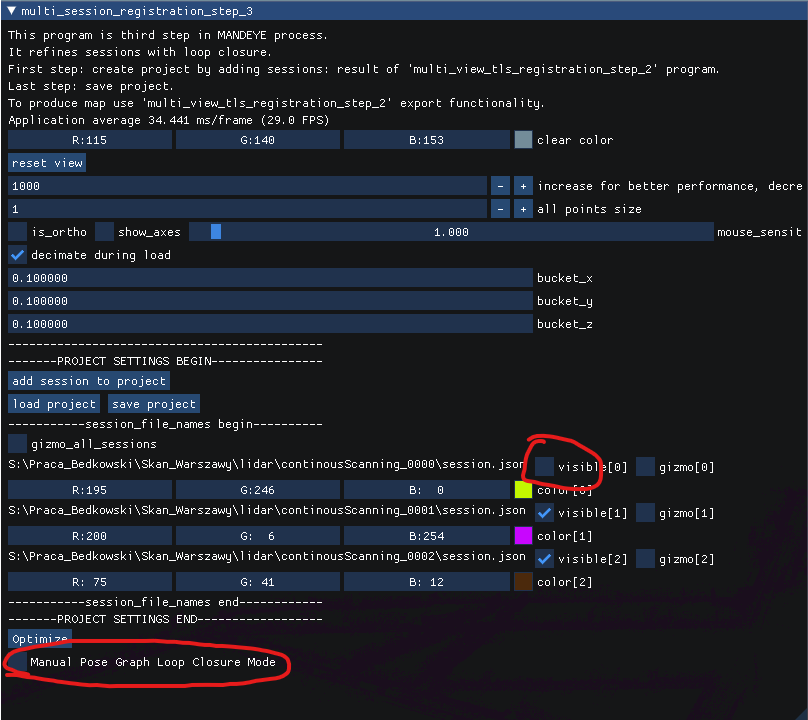 multi_session_registration_step_3
This program is third step in MANDEYE process.
It refines sessions with loop closure.
First step: create project by adding sessions: result of 'multi_view_tls_registration_step_2' program.
Last step: save project.
To produce map use 'multi_view_tls_registration_step_2' export functionality.
Application average 34.441 ms/frame (29.0 FPS)
R:115 G:140 B:153 clear color
reset view
1000 - + increase for better performance, decre
1 - + all points size
is_ortho show_axes 1.000 mouse_sensit
decimate during load
0.100000 bucket_x
0.100000 bucket_y
0.100000 bucket_z
---------------------------------------------
-------PROJECT SETTINGS BEGIN----------------
add session to project
load project save project
-----------session_file_names begin----------
gizmo_all_sessions
S:\Praca_Bedkowski\Skan_Warszawy\lidar\continousScanning_0000\session.json visible[0] gizmo[0]
R:195 G:246 B: 0 color[0]
S:\Praca_Bedkowski\Skan_Warszawy\lidar\continousScanning_0001\session.json visible[1] gizmo[1]
R:200 G: 6 B:254 color[1]
S:\Praca_Bedkowski\Skan_Warszawy\lidar\continousScanning_0002\session.json visible[2] gizmo[2]
R: 75 G: 41 B: 12 color[2]
-----------session_file_names end------------
-------PROJECT SETTINGS END------------------
Optimize
Manual Pose Graph Loop Closure Mode